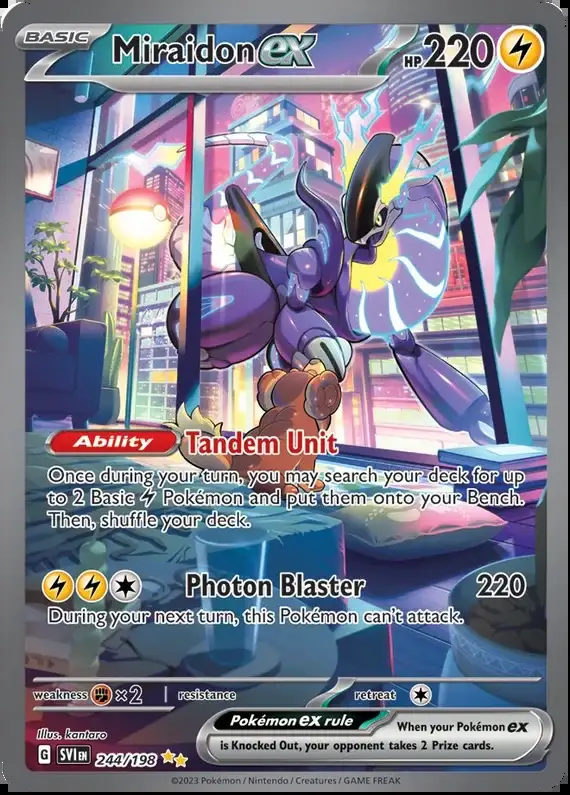 BASIC
Miraidon ex HP 220
Ability Tandem Unit
Once during your turn, you may search your deck for up
to 2 Basic Pokémon and put them onto your Bench.
Then, shuffle your deck.
Photon Blaster 220
During your next turn, this Pokémon can't attack.
weakness ×2 resistance retreat
Illus. kantaro
Pokémon ex rule When your Pokémon ex
is Knocked Out, your opponent takes 2 Prize cards.
G SVI EN 244/198
©2023 Pokémon / Nintendo / Creatures / GAME FREAK